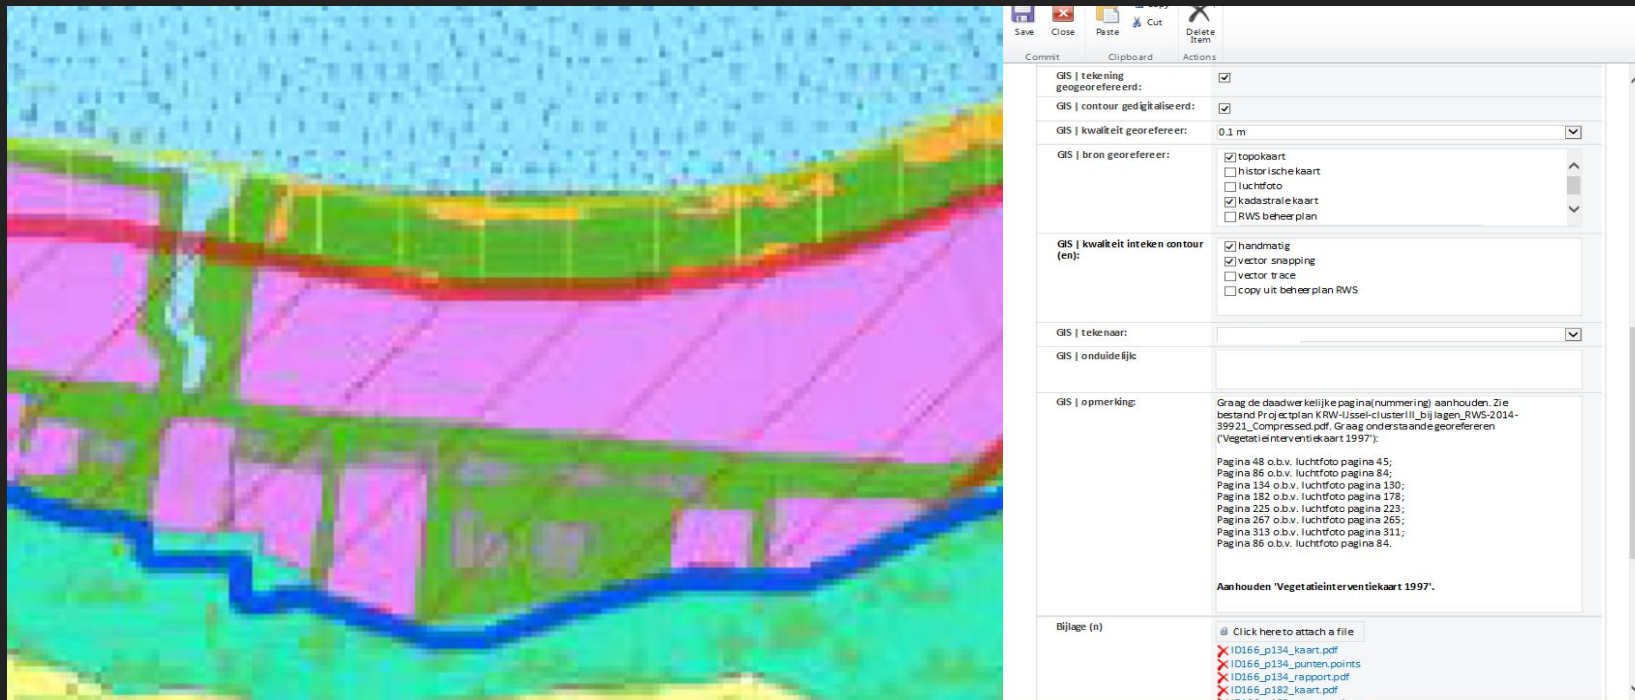 Copy
Cut
Save
Close
Paste
Delete
Item
Commit
Clipboard
Actions
GIS | tekening
geogeorefereerd:
GIS | contour gedigitaliseerd:
GIS | kwaliteit georefereer:
0.1 m
GIS | bron georefereer:
topokaart
historische kaart
luchtfoto
kadastrale kaart
RWS beheerplan
GIS | kwaliteit inteken contour
(en):
handmatig
vector snapping
vector trace
copy uit beheerplan RWS
GIS | tekenaar:
GIS | onduidelijk:
GIS | opmerking:
Graag de daadwerkelijke pagina(nummering) aanhouden. Zie
bestand Projectplan KRW-IJssel-clusterIII_bijlagen_RWS-2014-
39921_Compressed.pdf. Graag onderstaande georefereren
('Vegetatieinterventiekaart 1997'):
Pagina 48 o.b.v. luchtfoto pagina 45;
Pagina 86 o.b.v. luchtfoto pagina 84;
Pagina 134 o.b.v. luchtfoto pagina 130;
Pagina 182 o.b.v. luchtfoto pagina 178;
Pagina 225 o.b.v. luchtfoto pagina 223;
Pagina 267 o.b.v. luchtfoto pagina 265;
Pagina 313 o.b.v. luchtfoto pagina 311;
Pagina 86 o.b.v. luchtfoto pagina 84.
Aanhouden 'Vegetatieinterventiekaart 1997'.
Bijlage (n)
Click here to attach a file
ID166_p134_kaart.pdf
ID166_p134_punten.points
ID166_p134_rapport.pdf
ID166_p182_kaart.pdf